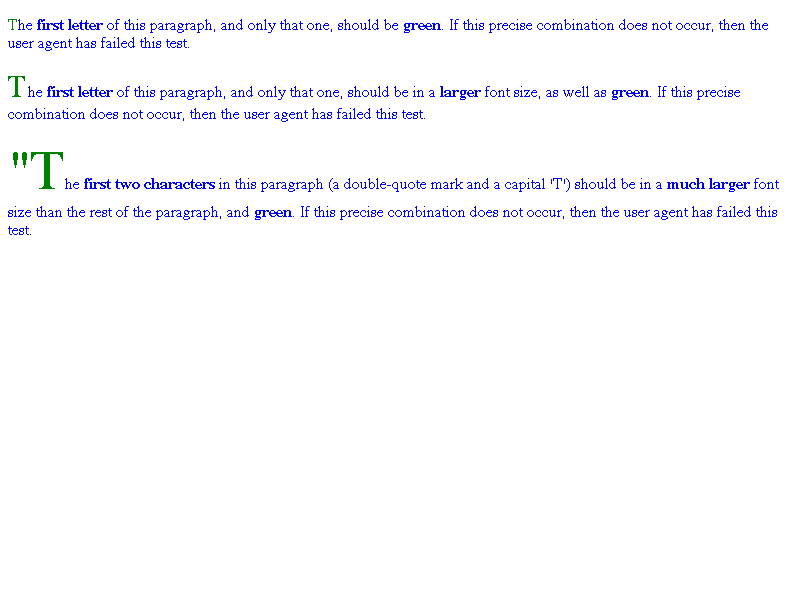 The first letter of this paragraph, and only that one, should be green. If this precise combination does not occur, then the
user agent has failed this test.
The first letter of this paragraph, and only that one, should be in a larger font size, as well as green. If this precise
combination does not occur, then the user agent has failed this test.
"The first two characters in this paragraph (a double-quote mark and a capital 'T') should be in a much larger font
size than the rest of the paragraph, and green. If this precise combination does not occur, then the user agent has failed this
test.